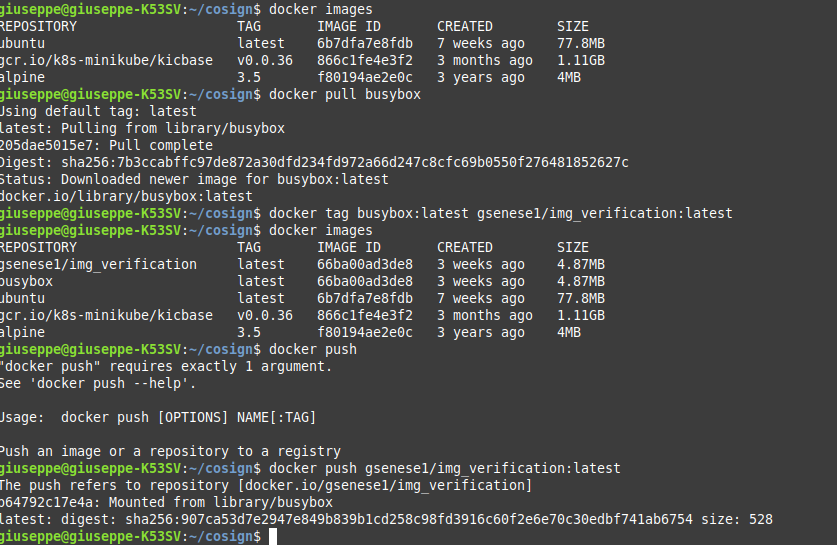 giuseppe@giuseppe-K53SV:~/cosign$ docker images
REPOSITORY TAG IMAGE ID CREATED SIZE
ubuntu latest 6b7dfa7e8fdb 7 weeks ago 77.8MB
gcr.io/k8s-minikube/kicbase v0.0.36 866c1fe4e3f2 3 months ago 1.11GB
alpine 3.5 f80194ae2e0c 3 years ago 4MB
giuseppe@giuseppe-K53SV:~/cosign$ docker pull busybox
Using default tag: latest
latest: Pulling from library/busybox
205dae5015e7: Pull complete
Digest: sha256:7b3ccabffc97de872a30dfd234fd972a66d247c8cfc69b0550f276481852627c
Status: Downloaded newer image for busybox:latest
docker.io/library/busybox:latest
giuseppe@giuseppe-K53SV:~/cosign$ docker tag busybox:latest gsenese1/img_verification:latest
giuseppe@giuseppe-K53SV:~/cosign$ docker images
REPOSITORY TAG IMAGE ID CREATED SIZE
gsenese1/img_verification latest 66ba00ad3de8 3 weeks ago 4.87MB
busybox latest 66ba00ad3de8 3 weeks ago 4.87MB
ubuntu latest 6b7dfa7e8fdb 7 weeks ago 77.8MB
gcr.io/k8s-minikube/kicbase v0.0.36 866c1fe4e3f2 3 months ago 1.11GB
alpine 3.5 f80194ae2e0c 3 years ago 4MB
giuseppe@giuseppe-K53SV:~/cosign$ docker push
"docker push" requires exactly 1 argument.
See 'docker push --help'.
Usage: docker push [OPTIONS] NAME[:TAG]
Push an image or a repository to a registry
giuseppe@giuseppe-K53SV:~/cosign$ docker push gsenese1/img_verification:latest
The push refers to repository [docker.io/gsenese1/img_verification]
b64792c17e4a: Mounted from library/busybox
latest: digest: sha256:907ca53d7e2947e849b839b1cd258c98fd3916c60f2e6e70c30edbf741ab6754 size: 528
giuseppe@giuseppe-K53SV:~/cosign$